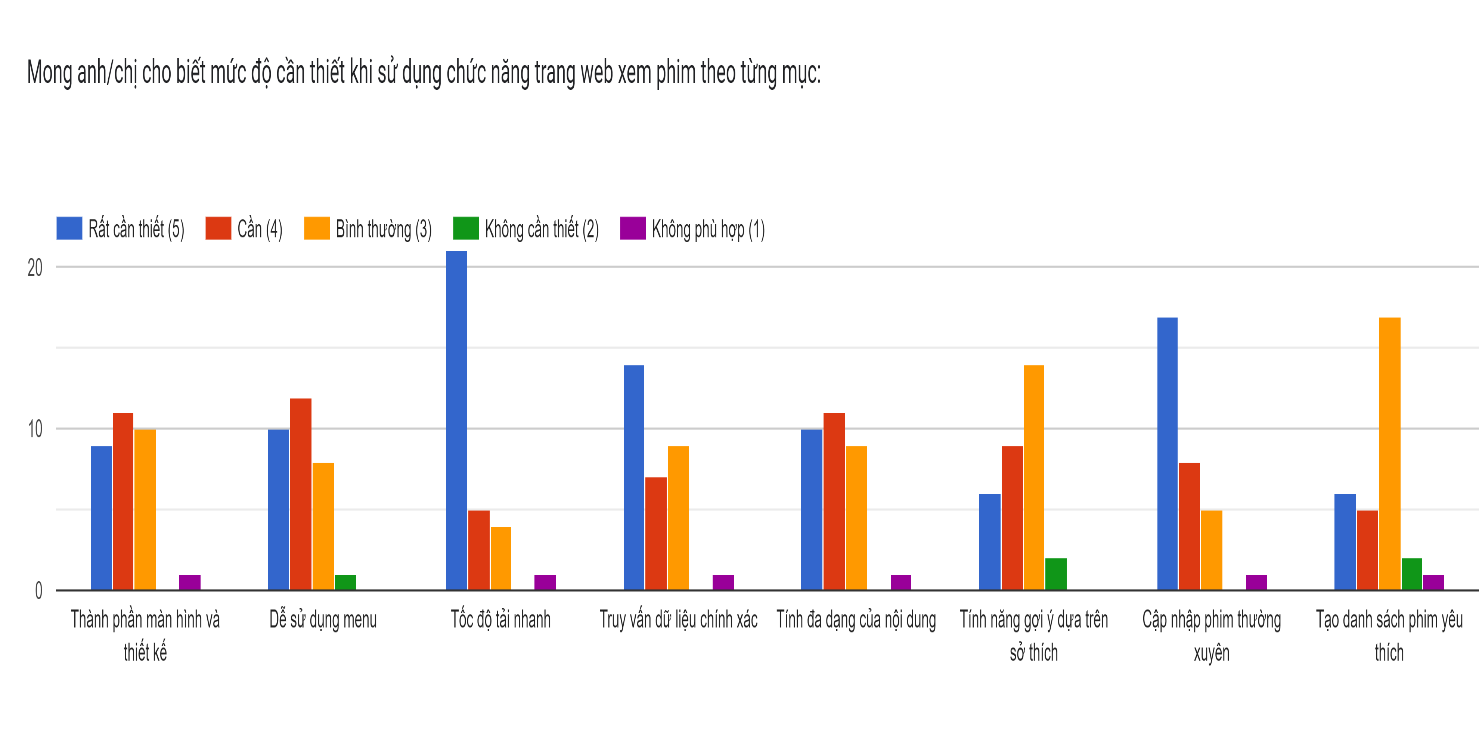 Mong anh/chị cho biết mức độ cần thiết khi sử dụng chức năng trang web xem phim theo từng mục:
Rất cần thiết (5) Cần (4) Bình thường (3) Không cần thiết (2) Không phù hợp (1)
20
10
0
Thành phần màn hình và
thiết kế
Dễ sử dụng menu
Tốc độ tải nhanh
Truy vấn dữ liệu chính xác
Tính đa dạng của nội dung
Tính năng gợi ý dựa trên
sở thích
Cập nhập phim thường
xuyên
Tạo danh sách phim yêu
thích